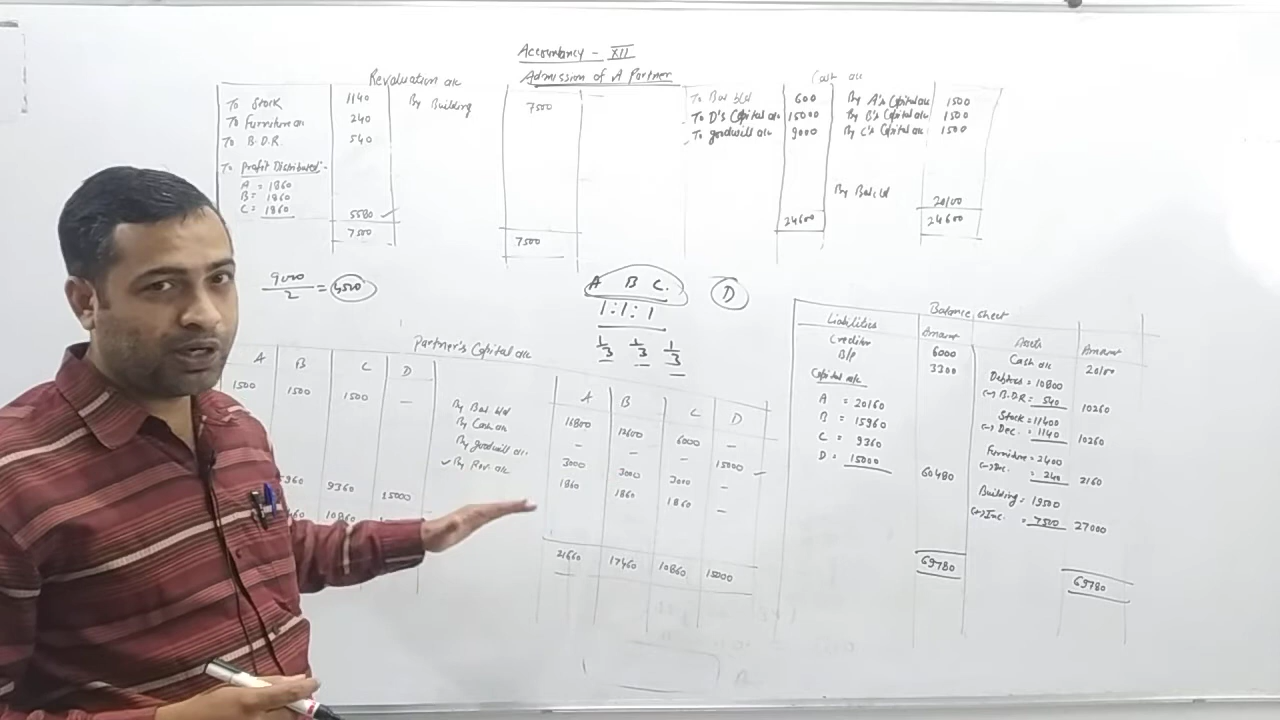 Accountancy - XII
Admission of A Partner
Revaluation a/c
To Stock 1140 By Building 7500
To Furniture a/c 240
To B.D.R. 540
To Profit Distributed:-
A = 1860
B = 1860
C = 1860 5580
7500 7500
Cash a/c
To Bal b/d 600 By A's Capital a/c 1500
To D's Capital a/c 15000 By B's Capital a/c 1500
To goodwill a/c 9000 By C's Capital a/c 1500
By Bal c/d 20100
24600 24600
9000
2 = 4500
A B C. D
1:1:1
1/3 1/3 1/3
Partner's Capital a/c
A B C D A B C D
1500 1500 1500 –
By Bal b/d 16800 12600 6000 –
By Cash a/c – – – 15000
By goodwill a/c. 3000 3000 3000 –
By Rev. a/c 1860 1860 1860 –
9360 15000
10860
21660 17460 10860 15000
Balance sheet
Liabilities Amount Assets Amount
Creditor 6000 Cash a/c 20100
B/P 3300 Debtors = 10800
(-) B.D.R. = 540 10260
Capital a/c
A = 20160 Stock = 11400
B = 15960 (-) Dec. = 1140 10260
C = 9360 Furniture = 2400
D = 15000 60480 (-) Dec. = 240 2160
Building = 19500
(+) Inc. = 7500 27000
69780 69780